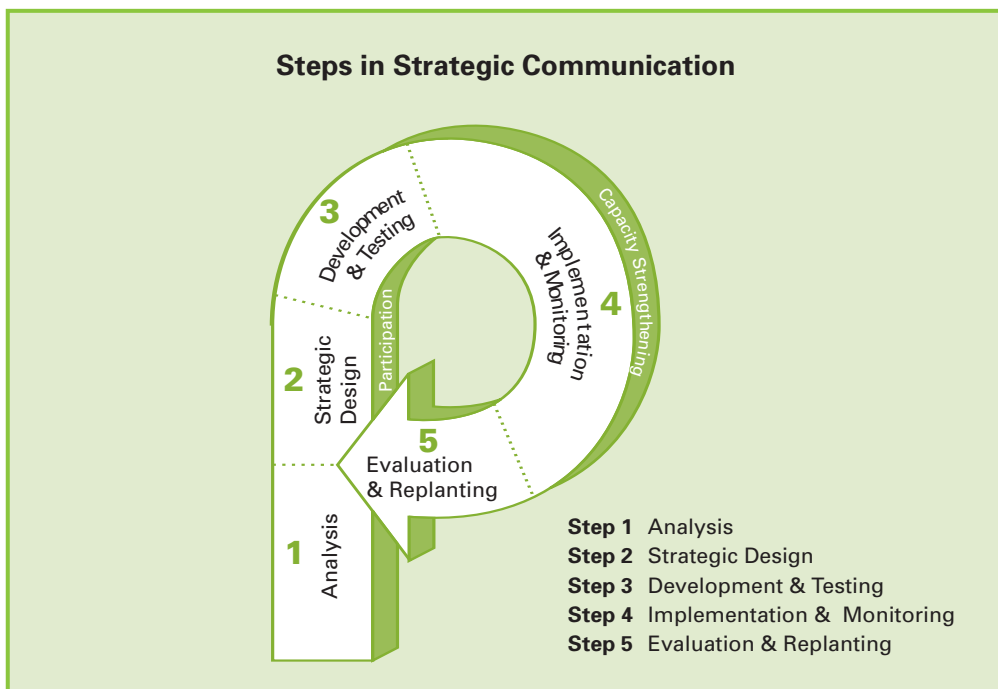 Steps in Strategic Communication
3
Development
& Testing
Implementation
& Monitoring
4
Capacity Strengthening
Participation
2
Strategic
Design
5
Evaluation
& Replanting
1
Analysis
Step 1 Analysis
Step 2 Strategic Design
Step 3 Development & Testing
Step 4 Implementation & Monitoring
Step 5 Evaluation & Replanting